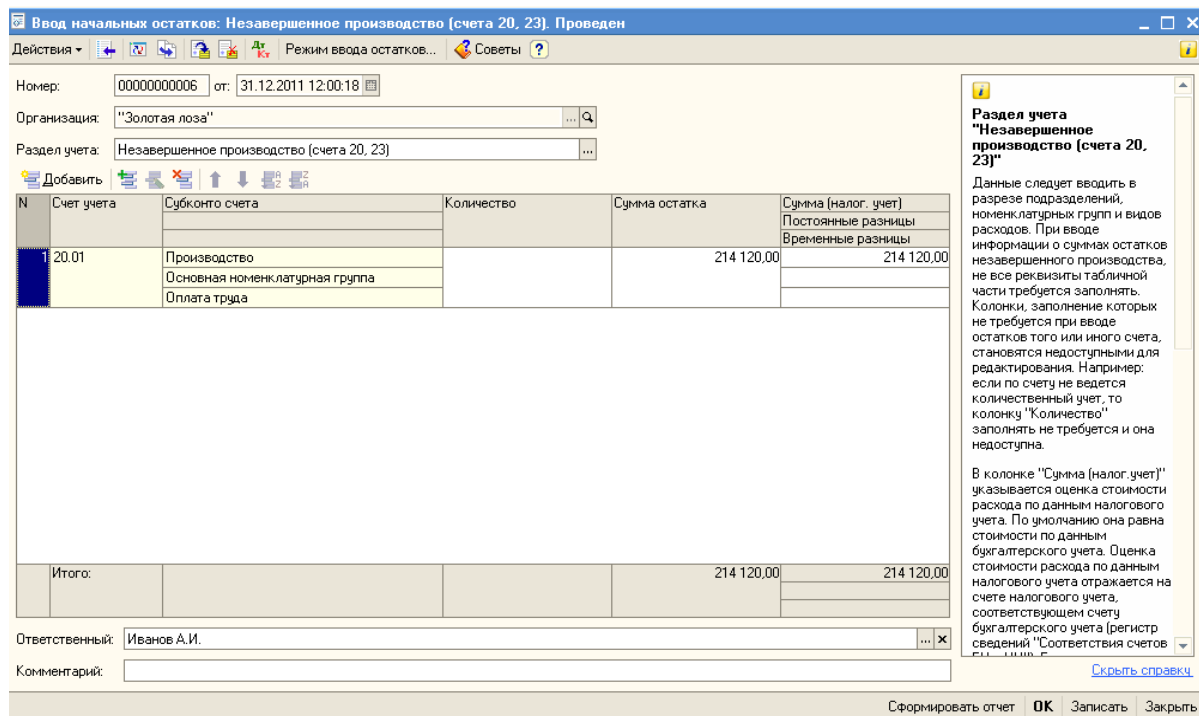 Ввод начальных остатков: Незавершенное производство (счета 20, 23). Проведен
Действия Дт Кт Режим ввода остатков... Советы ?
Номер: 00000000006 от: 31.12.2011 12:00:18
Организация: "Золотая лоза" ...
Раздел учета: Незавершенное производство (счета 20, 23) ...
Добавить
N Счет учета Субконто счета Количество Сумма остатка Сумма (налог. учет)
Постоянные разницы
Временные разницы
1 20.01 Производство 214 120,00 214 120,00
Основная номенклатурная группа
Оплата труда
Итого: 214 120,00 214 120,00
Ответственный: Иванов А.И. ... x
Комментарий:
Раздел учета
"Незавершенное
производство (счета 20,
23)"
Данные следует вводить в
разрезе подразделений,
номенклатурных групп и видов
расходов. При вводе
информации о суммах остатков
незавершенного производства,
не все реквизиты табличной
части требуется заполнять.
Колонки, заполнение которых
не требуется при вводе
остатков того или иного счета,
становятся недоступными для
редактирования. Например:
если по счету не ведется
количественный учет, то
колонку "Количество"
заполнять не требуется и она
недоступна.
В колонке "Сумма (налог.учет)"
указывается оценка стоимости
расхода по данным налогового
учета. По умолчанию она равна
стоимости по данным
бухгалтерского учета. Оценка
стоимости расхода по данным
налогового учета отражается на
счете налогового учета,
соответствующем счету
бухгалтерского учета (регистр
сведений "Соответствия счетов
Скрыть справку
Сформировать отчет OK Записать Закрыть